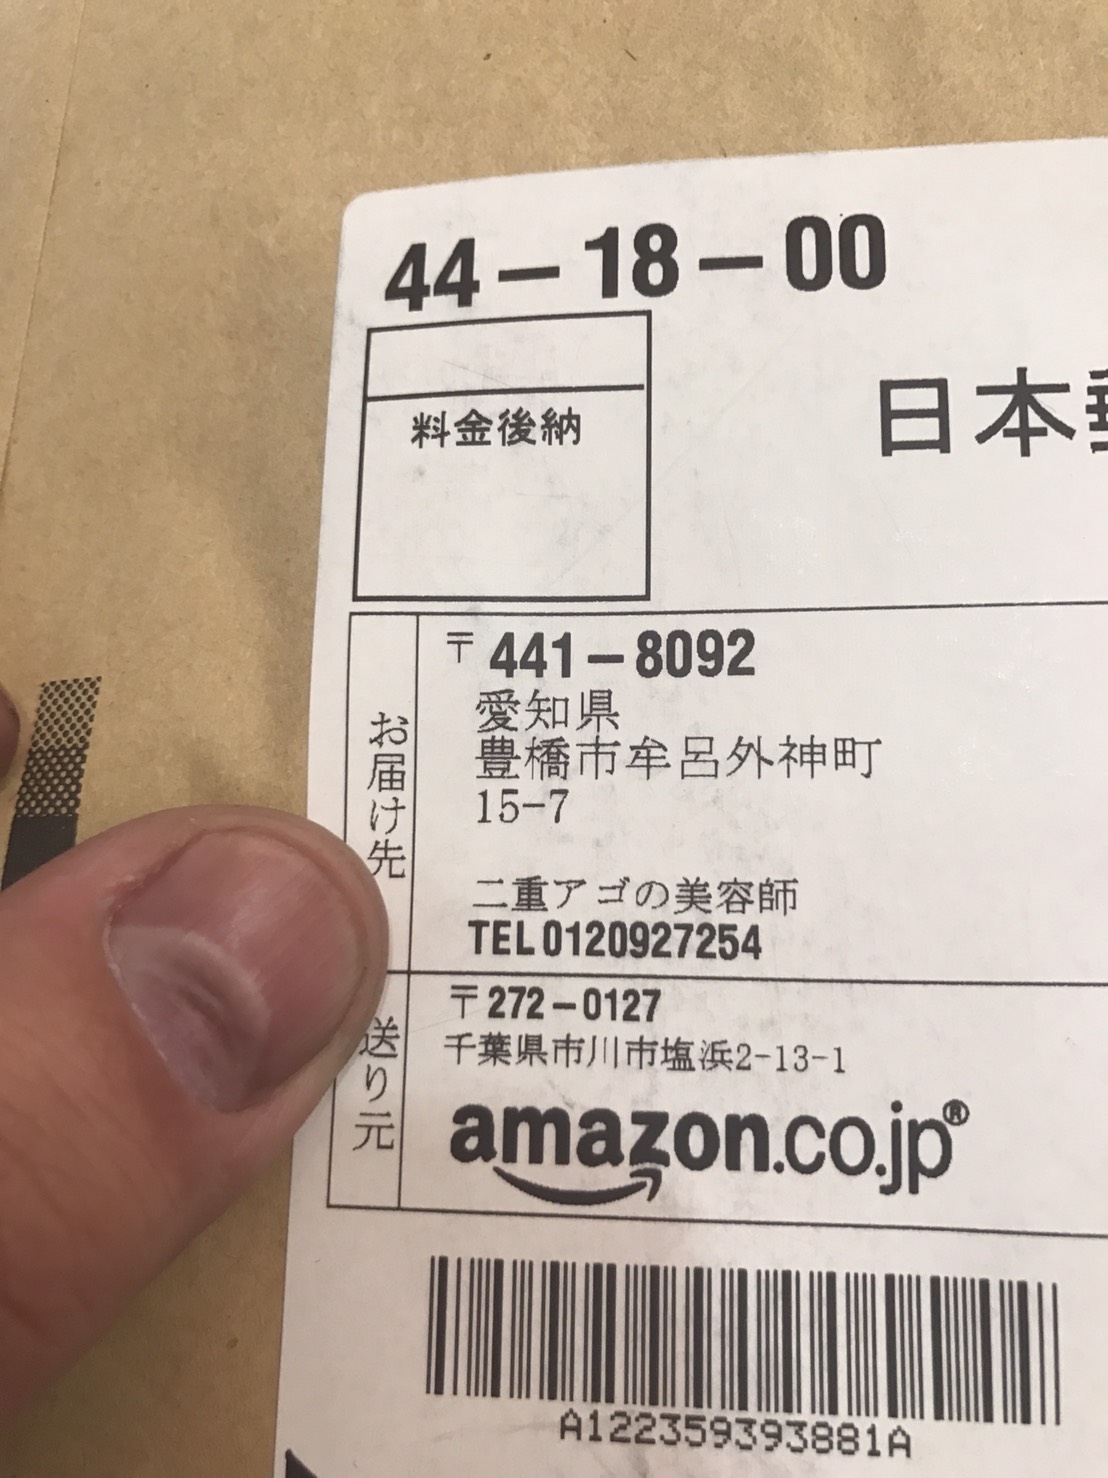 44-18-00
料金後納
日本郵
お届け先
〒441-8092
愛知県
豊橋市牟呂外神町
15-7
二重アゴの美容師
TEL0120927254
送り元
〒272-0127
千葉県市川市塩浜2-13-1
amazon.co.jp®
A122359393881A